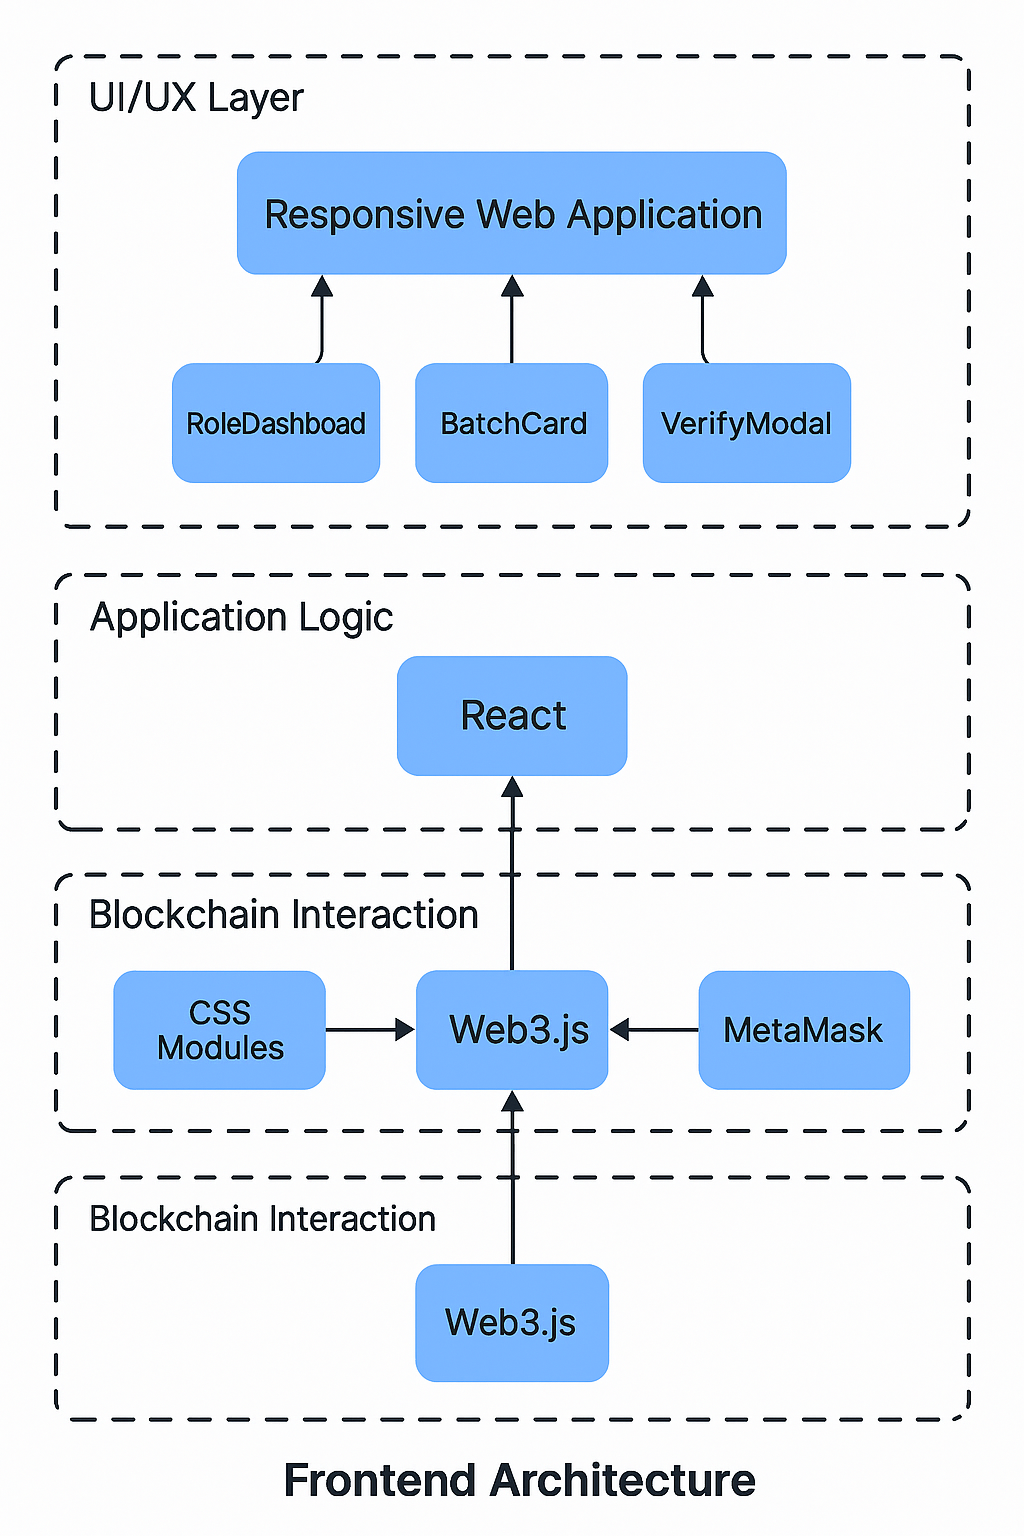 UI/UX Layer
Responsive Web Application
RoleDashboad
BatchCard
VerifyModal
Application Logic
React
Blockchain Interaction
CSS
Modules
Web3.js
MetaMask
Blockchain Interaction
Web3.js
Frontend Architecture